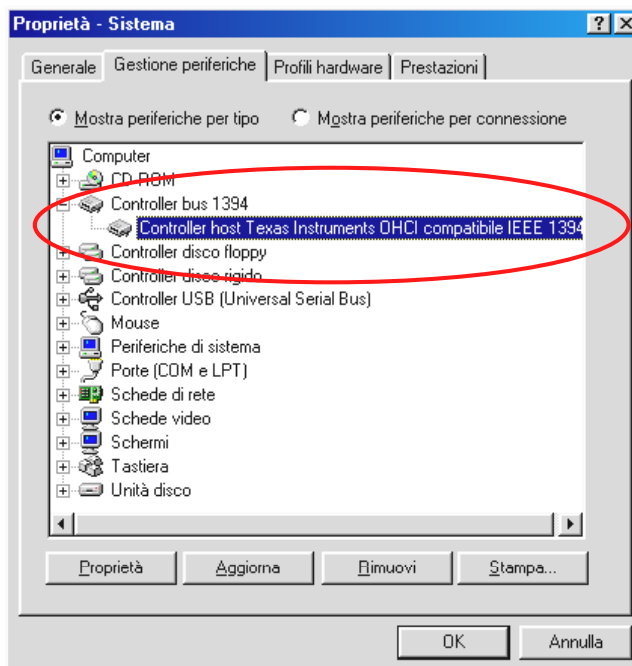 Proprietà - Sistema
Generale Gestione periferiche Profili hardware Prestazioni
Mostra periferiche per tipo Mostra periferiche per connessione
Computer
CD-ROM
Controller bus 1394
Controller host Texas Instruments OHCI compatibile IEEE 1394
Controller disco floppy
Controller disco rigido
Controller USB (Universal Serial Bus)
Mouse
Periferiche di sistema
Porte (COM e LPT)
Schede di rete
Schede video
Schermi
Tastiera
Unità disco
Proprietà Aggiorna Rimuovi Stampa...
OK Annulla